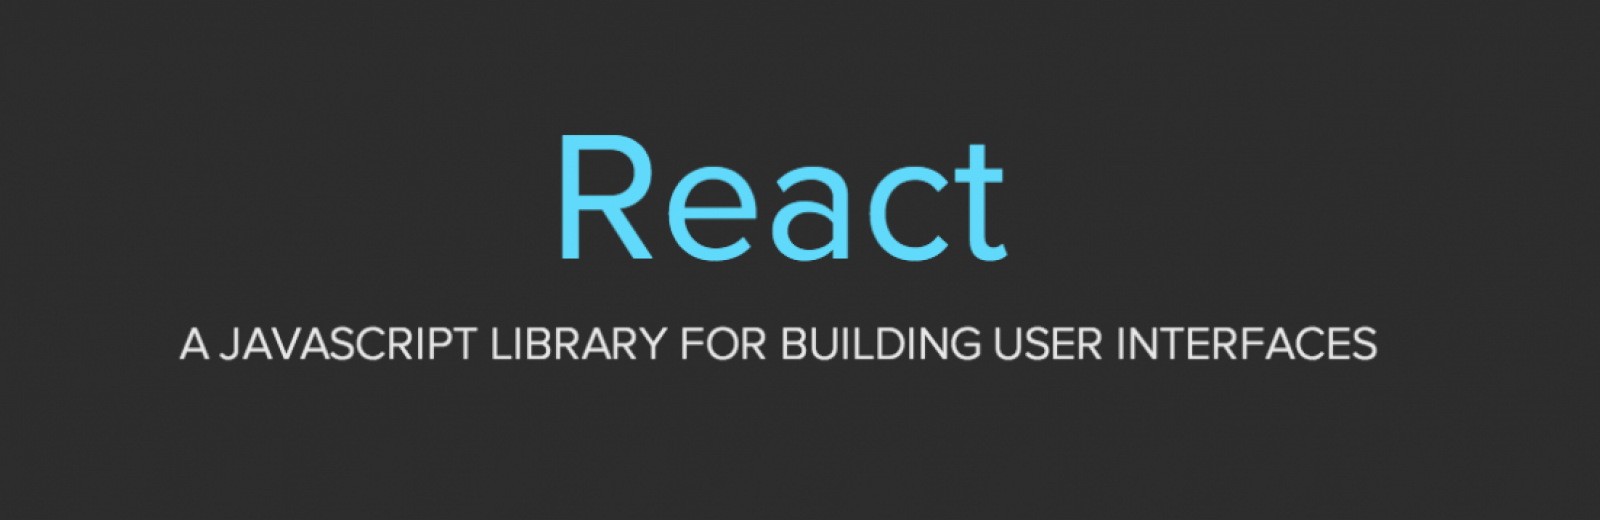 React
A JAVASCRIPT LIBRARY FOR BUILDING USER INTERFACES